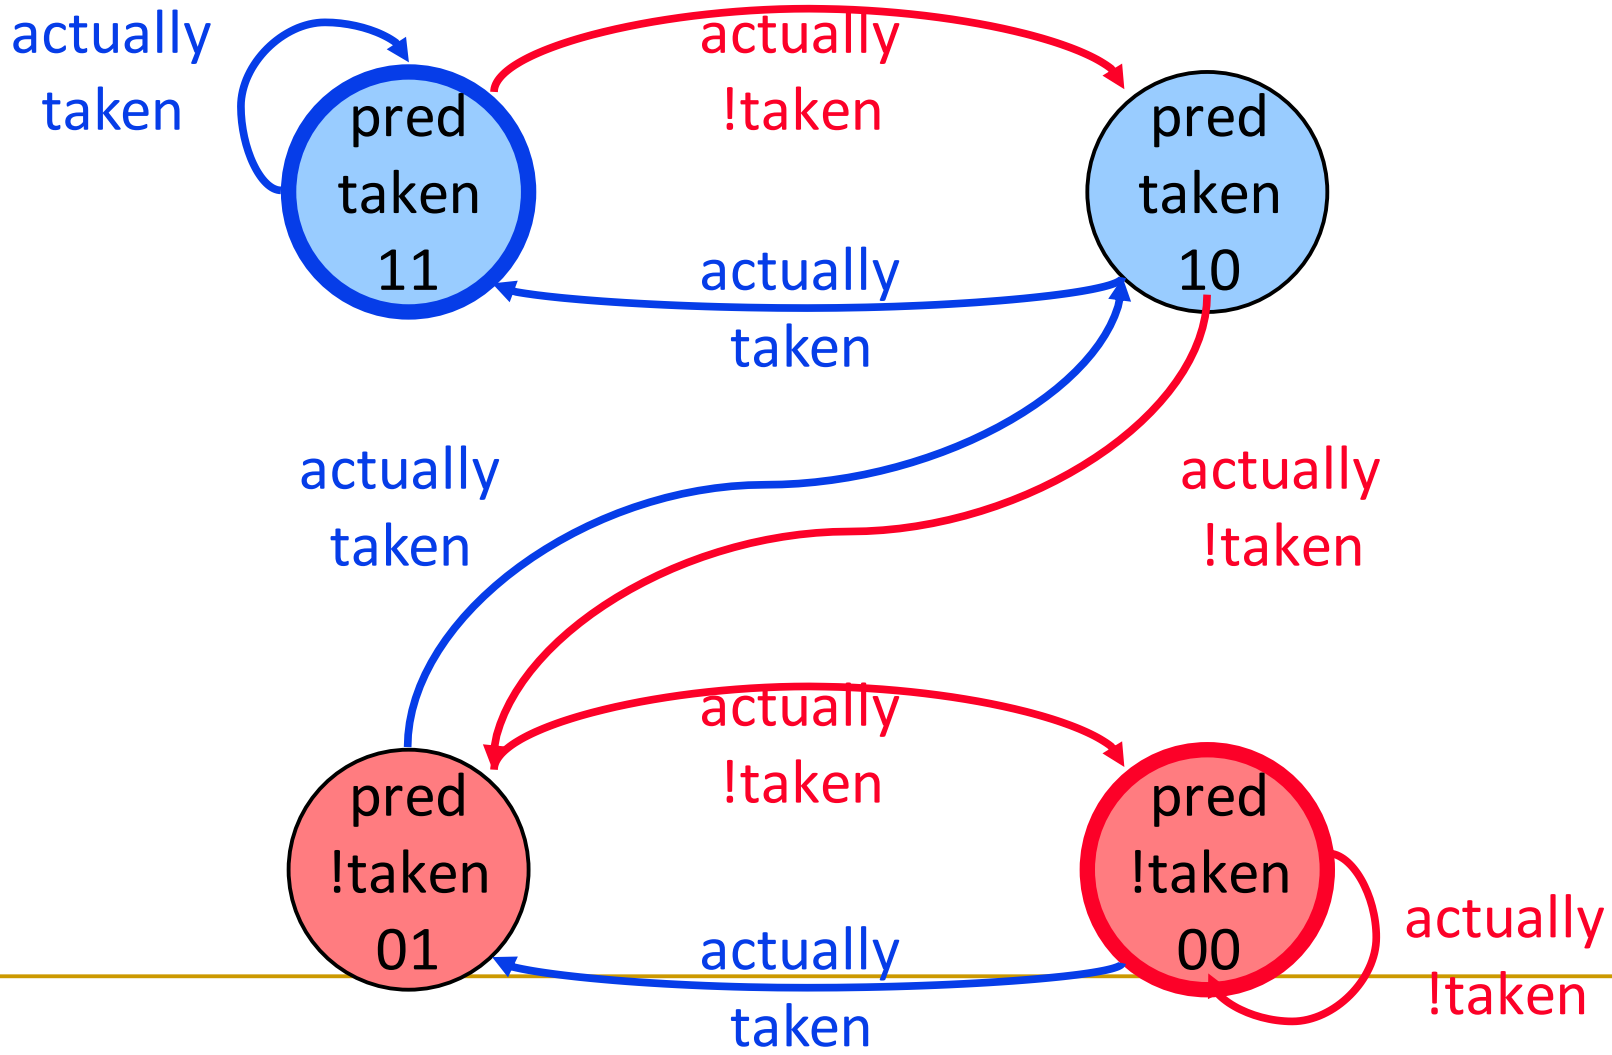 actually
taken
actually
!taken
pred
taken
11
pred
taken
10
actually
taken
actually
taken
actually
!taken
actually
!taken
pred
!taken
01
pred
!taken
00
actually
taken
actually
!taken